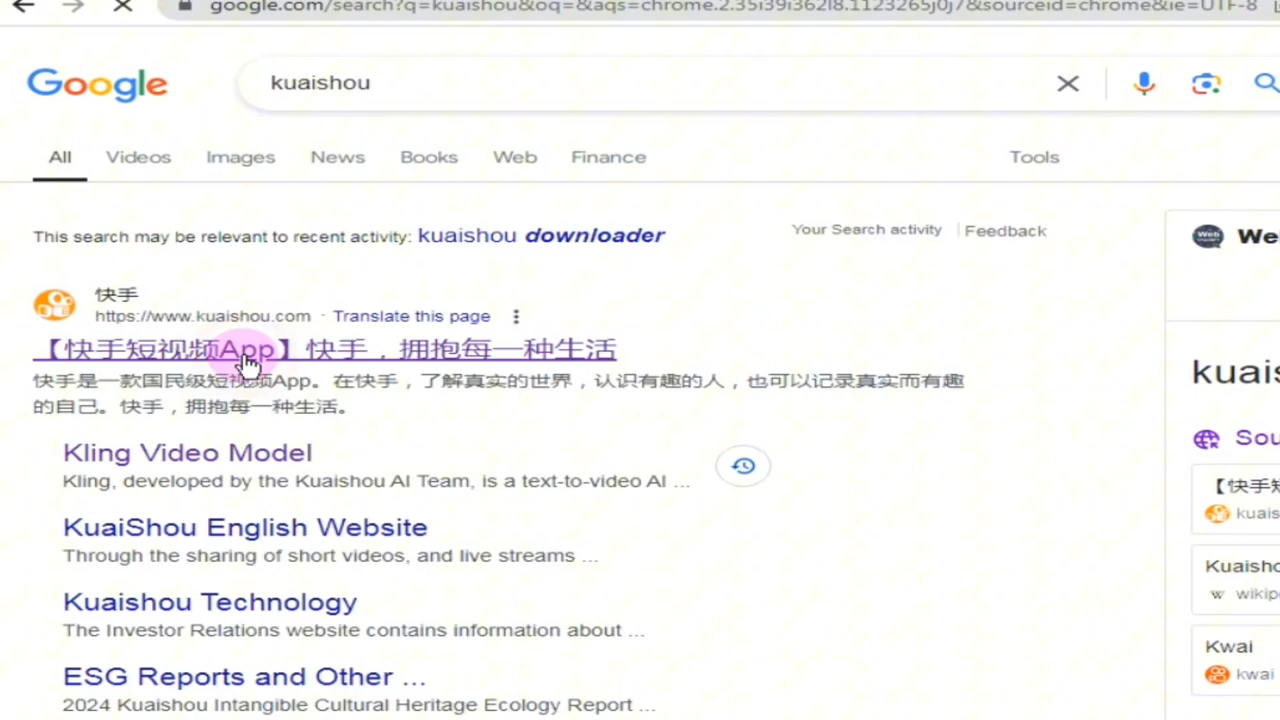 google.com/search?q=kuaishou&oq=&aqs=chrome.2.35i39i362l8.1123265j0j7&sourceid=chrome&ie=UTF-8
Google
kuaishou
All Videos Images News Books Web Finance Tools
This search may be relevant to recent activity: kuaishou downloader
Your Search activity | Feedback
快手
https://www.kuaishou.com · Translate this page
【快手短视频App】快手，拥抱每一种生活
快手是一款国民级短视频App。在快手，了解真实的世界，认识有趣的人，也可以记录真实而有趣
的自己。快手，拥抱每一种生活。
Kling Video Model
Kling, developed by the Kuaishou AI Team, is a text-to-video AI ...
KuaiShou English Website
Through the sharing of short videos, and live streams ...
Kuaishou Technology
The Investor Relations website contains information about ...
ESG Reports and Other ...
2024 Kuaishou Intangible Cultural Heritage Ecology Report ...
Web
We
kuais
Sou
【快手短
kuais
Kuaisho
W wikip
Kwai
kwai